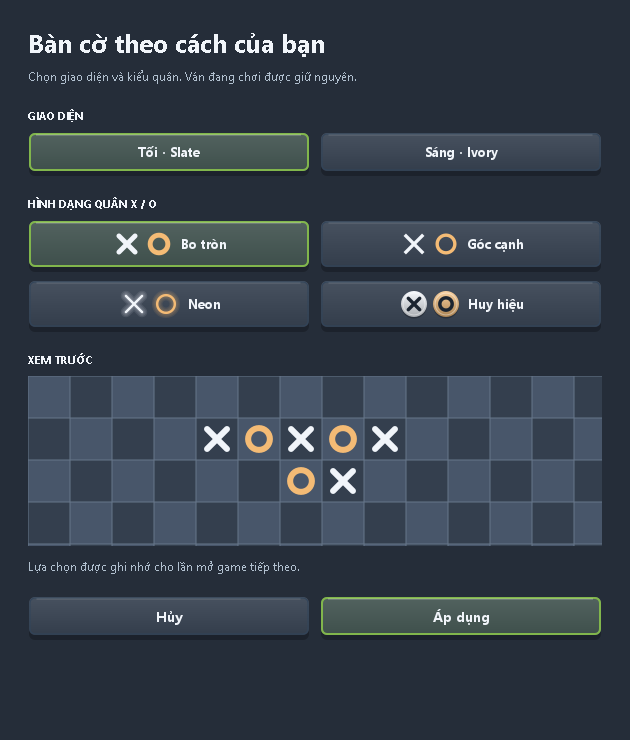 Bàn cờ theo cách của bạn
Chọn giao diện và kiểu quân. Ván đang chơi được giữ nguyên.
GIAO DIỆN
Tối · Slate
Sáng · Ivory
HÌNH DẠNG QUÂN X / O
Bo tròn
Góc cạnh
Neon
Huy hiệu
XEM TRƯỚC
Lựa chọn được ghi nhớ cho lần mở game tiếp theo.
Hủy
Áp dụng